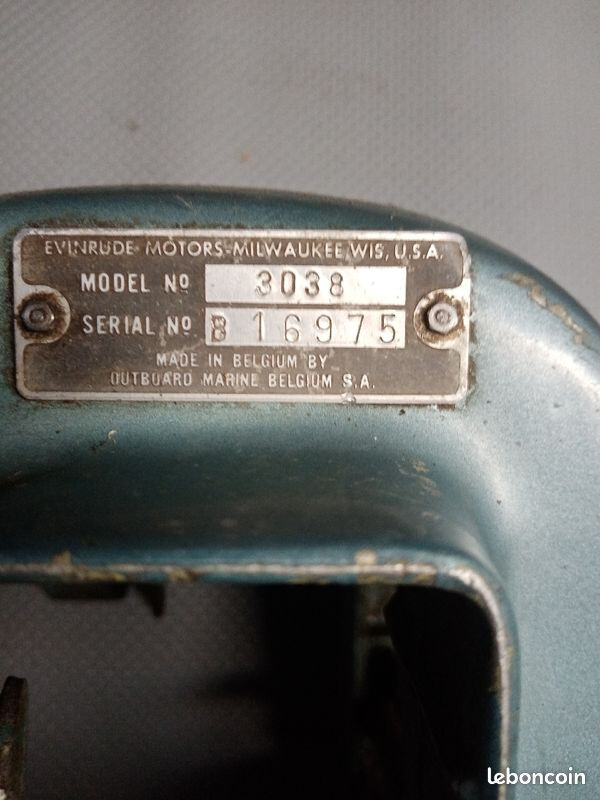 EVINRUDE MOTORS-MILWAUKEE, WIS, U.S.A.
MODEL Nº 3038
SERIAL Nº B 16975
MADE IN BELGIUM BY
OUTBOARD MARINE BELGIUM S.A.
leboncoin